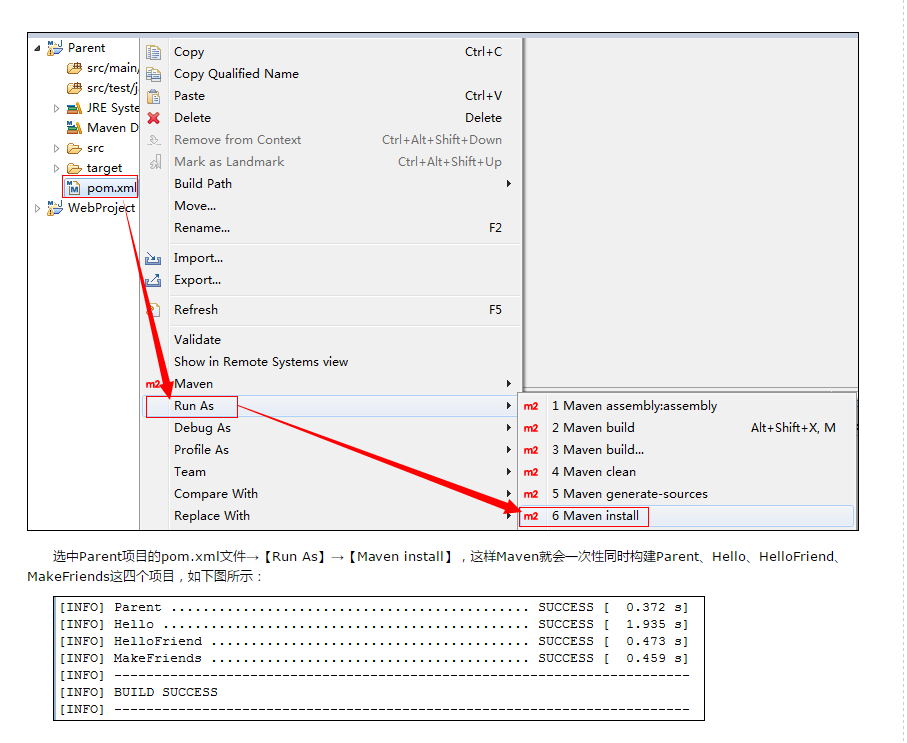 Parent
src/main/
src/test/j
JRE Syste
Maven D
src
target
pom.xml
WebProject
Copy Ctrl+C
Copy Qualified Name
Paste Ctrl+V
Delete Delete
Remove from Context Ctrl+Alt+Shift+Down
Mark as Landmark Ctrl+Alt+Shift+Up
Build Path
Move...
Rename... F2
Import...
Export...
Refresh F5
Validate
Show in Remote Systems view
m2 Maven
Run As
Debug As
Profile As
Team
Compare With
Replace With
m2 1 Maven assembly:assembly
m2 2 Maven build Alt+Shift+X, M
m2 3 Maven build...
m2 4 Maven clean
m2 5 Maven generate-sources
m2 6 Maven install
选中Parent项目的pom.xml文件→【Run As】→【Maven install】，这样Maven就会一次性同时构建Parent、Hello、HelloFriend、
MakeFriends这四个项目，如下图所示：
[INFO] Parent ............................................. SUCCESS [  0.372 s]
[INFO] Hello .............................................. SUCCESS [  1.935 s]
[INFO] HelloFriend ........................................ SUCCESS [  0.473 s]
[INFO] MakeFriends ........................................ SUCCESS [  0.459 s]
[INFO] ------------------------------------------------------------------------
[INFO] BUILD SUCCESS
[INFO] ------------------------------------------------------------------------